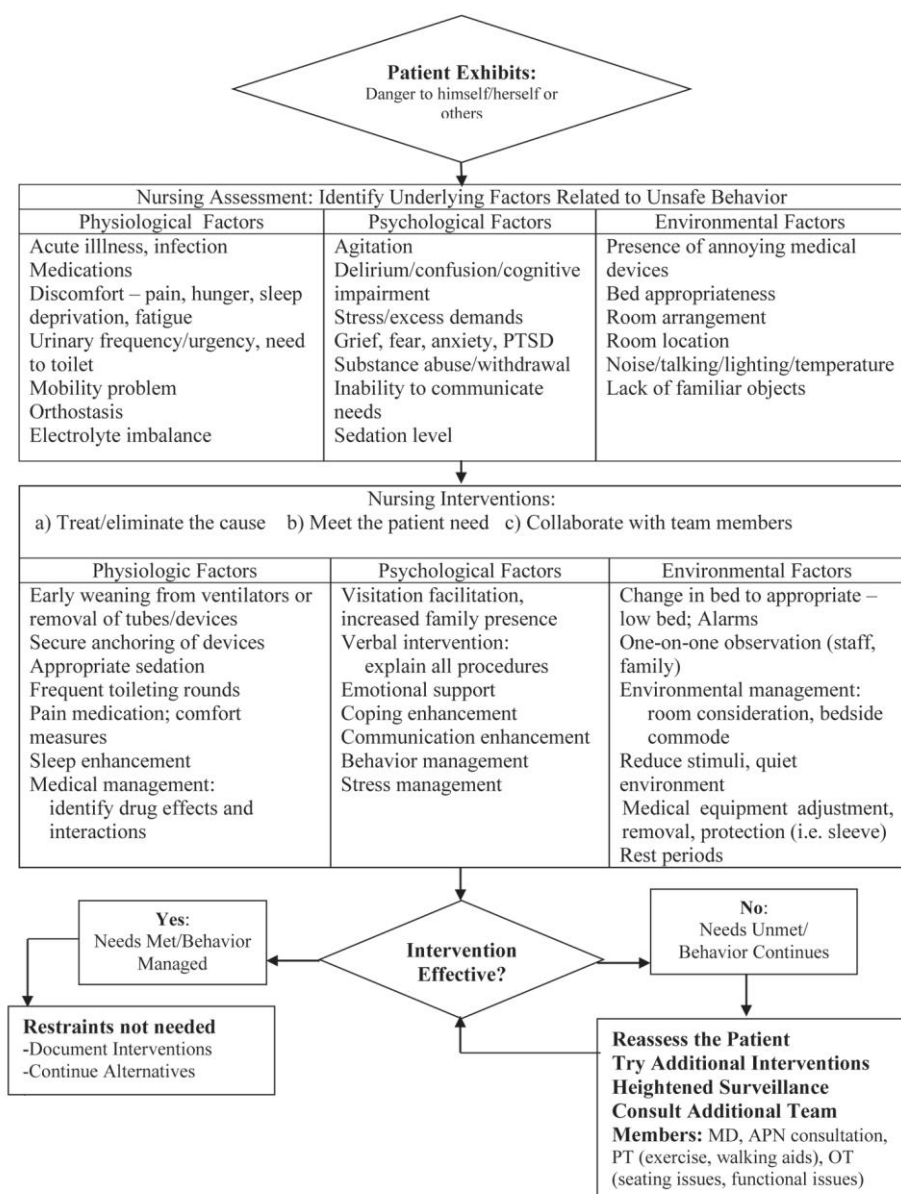 Patient Exhibits:
Danger to himself/herself or
others
Nursing Assessment: Identify Underlying Factors Related to Unsafe Behavior
Physiological Factors
Acute illlness, infection
Medications
Discomfort – pain, hunger, sleep
deprivation, fatigue
Urinary frequency/urgency, need
to toilet
Mobility problem
Orthostasis
Electrolyte imbalance
Psychological Factors
Agitation
Delirium/confusion/cognitive
impairment
Stress/excess demands
Grief, fear, anxiety, PTSD
Substance abuse/withdrawal
Inability to communicate
needs
Sedation level
Environmental Factors
Presence of annoying medical
devices
Bed appropriateness
Room arrangement
Room location
Noise/talking/lighting/temperature
Lack of familiar objects
Nursing Interventions:
a) Treat/eliminate the cause b) Meet the patient need c) Collaborate with team members
Physiologic Factors
Early weaning from ventilators or
removal of tubes/devices
Secure anchoring of devices
Appropriate sedation
Frequent toileting rounds
Pain medication; comfort
measures
Sleep enhancement
Medical management:
identify drug effects and
interactions
Psychological Factors
Visitation facilitation,
increased family presence
Verbal intervention:
explain all procedures
Emotional support
Coping enhancement
Communication enhancement
Behavior management
Stress management
Environmental Factors
Change in bed to appropriate –
low bed; Alarms
One-on-one observation (staff,
family)
Environmental management:
room consideration, bedside
commode
Reduce stimuli, quiet
environment
Medical equipment adjustment,
removal, protection (i.e. sleeve)
Rest periods
Yes:
Needs Met/Behavior
Managed
Intervention
Effective?
No:
Needs Unmet/
Behavior Continues
Restraints not needed
-Document Interventions
-Continue Alternatives
Reassess the Patient
Try Additional Interventions
Heightened Surveillance
Consult Additional Team
Members: MD, APN consultation,
PT (exercise, walking aids), OT
(seating issues, functional issues)